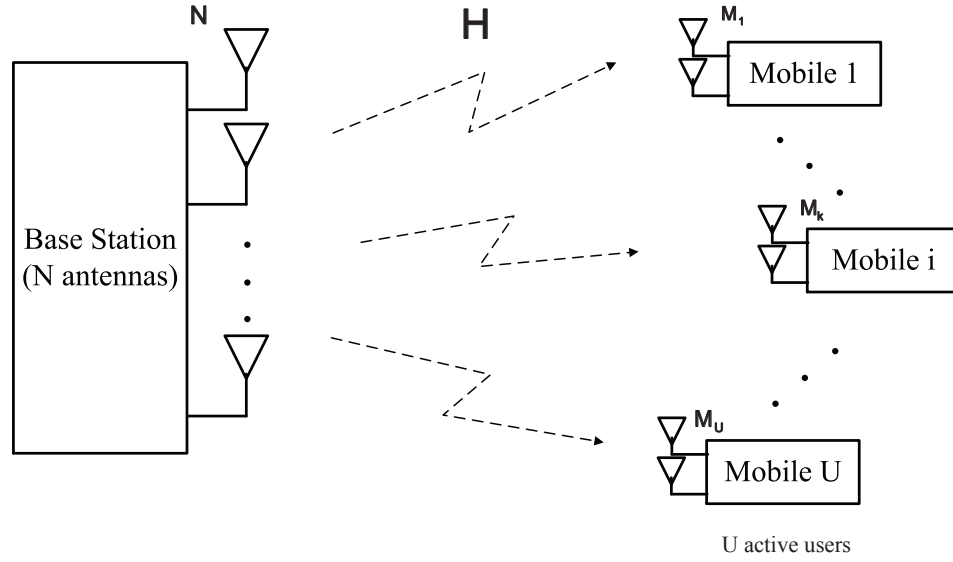 N
H
M1
Mobile 1
Base Station
(N antennas)
Mk
Mobile i
MU
Mobile U
U active users